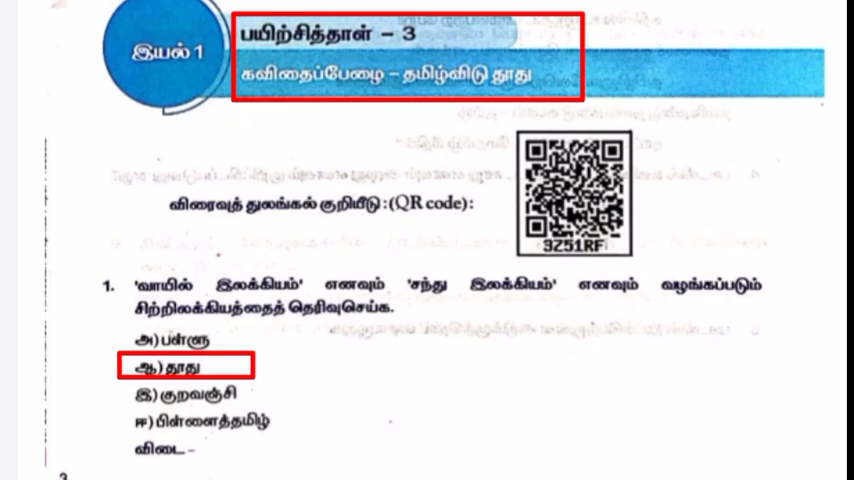 இயல் 1
பயிற்சித்தாள் – 3
கவிதைப்பேழை – தமிழ்விடு தூது
விரைவுத் துலங்கல் குறியீடு:(QR code):
3Z51RF
1. 'வாயில் இலக்கியம்' எனவும் 'சந்து இலக்கியம்' எனவும் வழங்கப்படும்
சிற்றிலக்கியத்தைத் தெரிவுசெய்க.
அ) பள்ளு
ஆ) தூது
இ) குறவஞ்சி
ஈ) பிள்ளைத்தமிழ்
விடை -